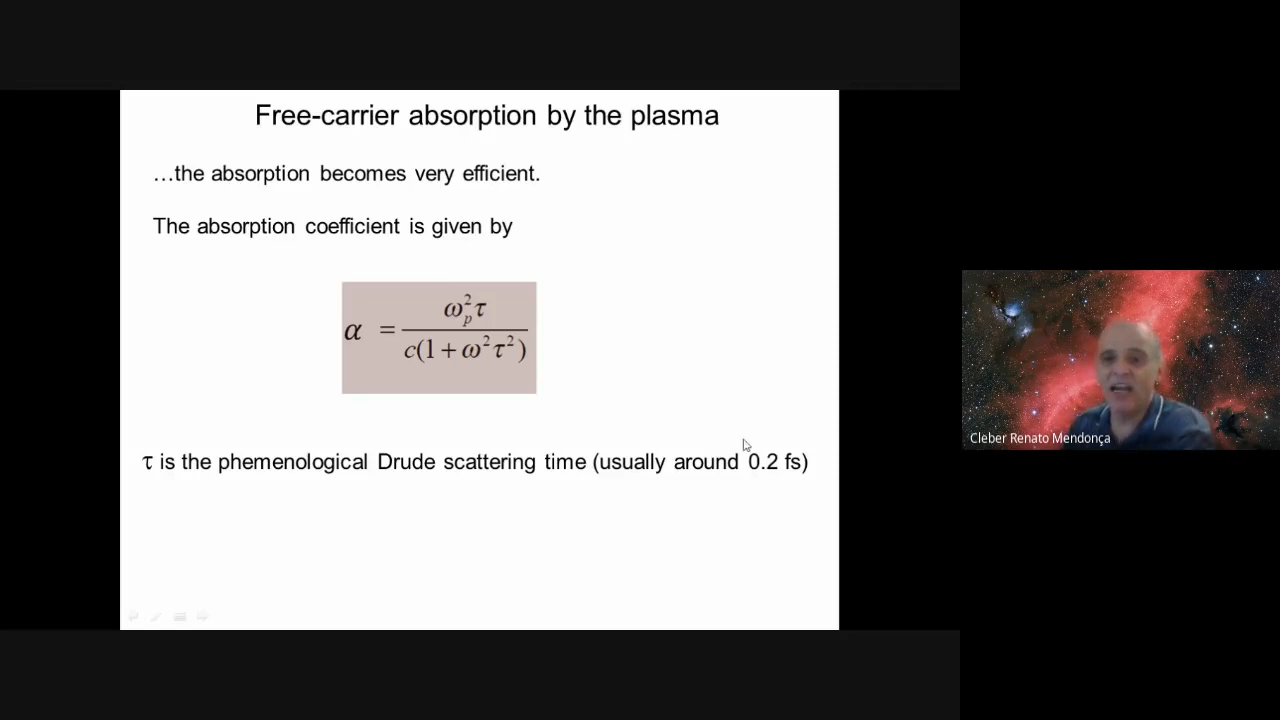 Free-carrier absorption by the plasma
…the absorption becomes very efficient.
The absorption coefficient is given by
α = ωₚ²τ / c(1 + ω²τ²)
τ is the phemenological Drude scattering time (usually around 0.2 fs)
Cleber Renato Mendonça